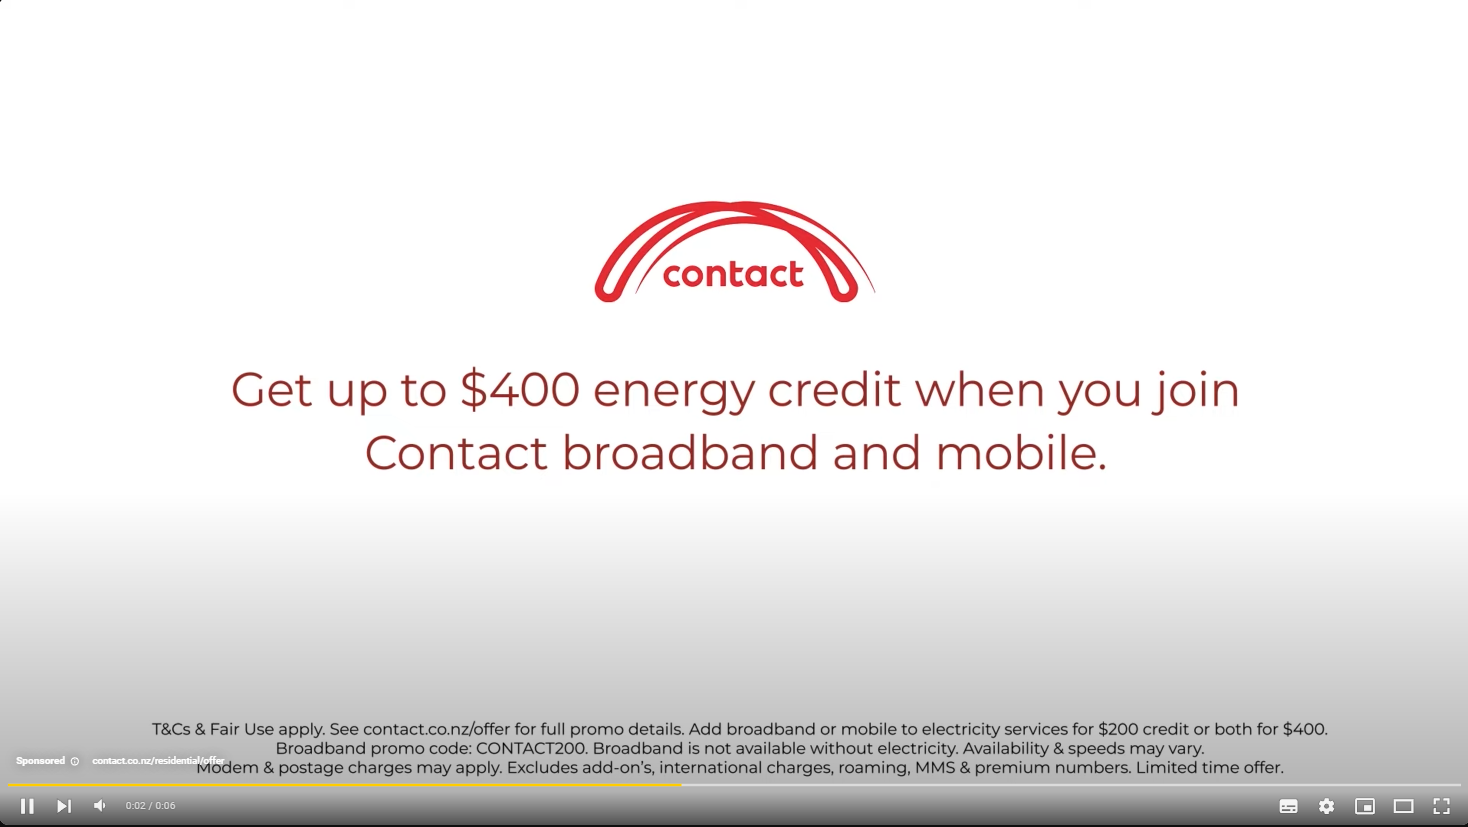 contact
Get up to $400 energy credit when you join
Contact broadband and mobile.
T&Cs & Fair Use apply. See contact.co.nz/offer for full promo details. Add broadband or mobile to electricity services for $200 credit or both for $400.
Broadband promo code: CONTACT200. Broadband is not available without electricity. Availability & speeds may vary.
Sponsored contact.co.nz/residential/offer
Modem & postage charges may apply. Excludes add-on’s, international charges, roaming, MMS & premium numbers. Limited time offer.
0:02 / 0:06